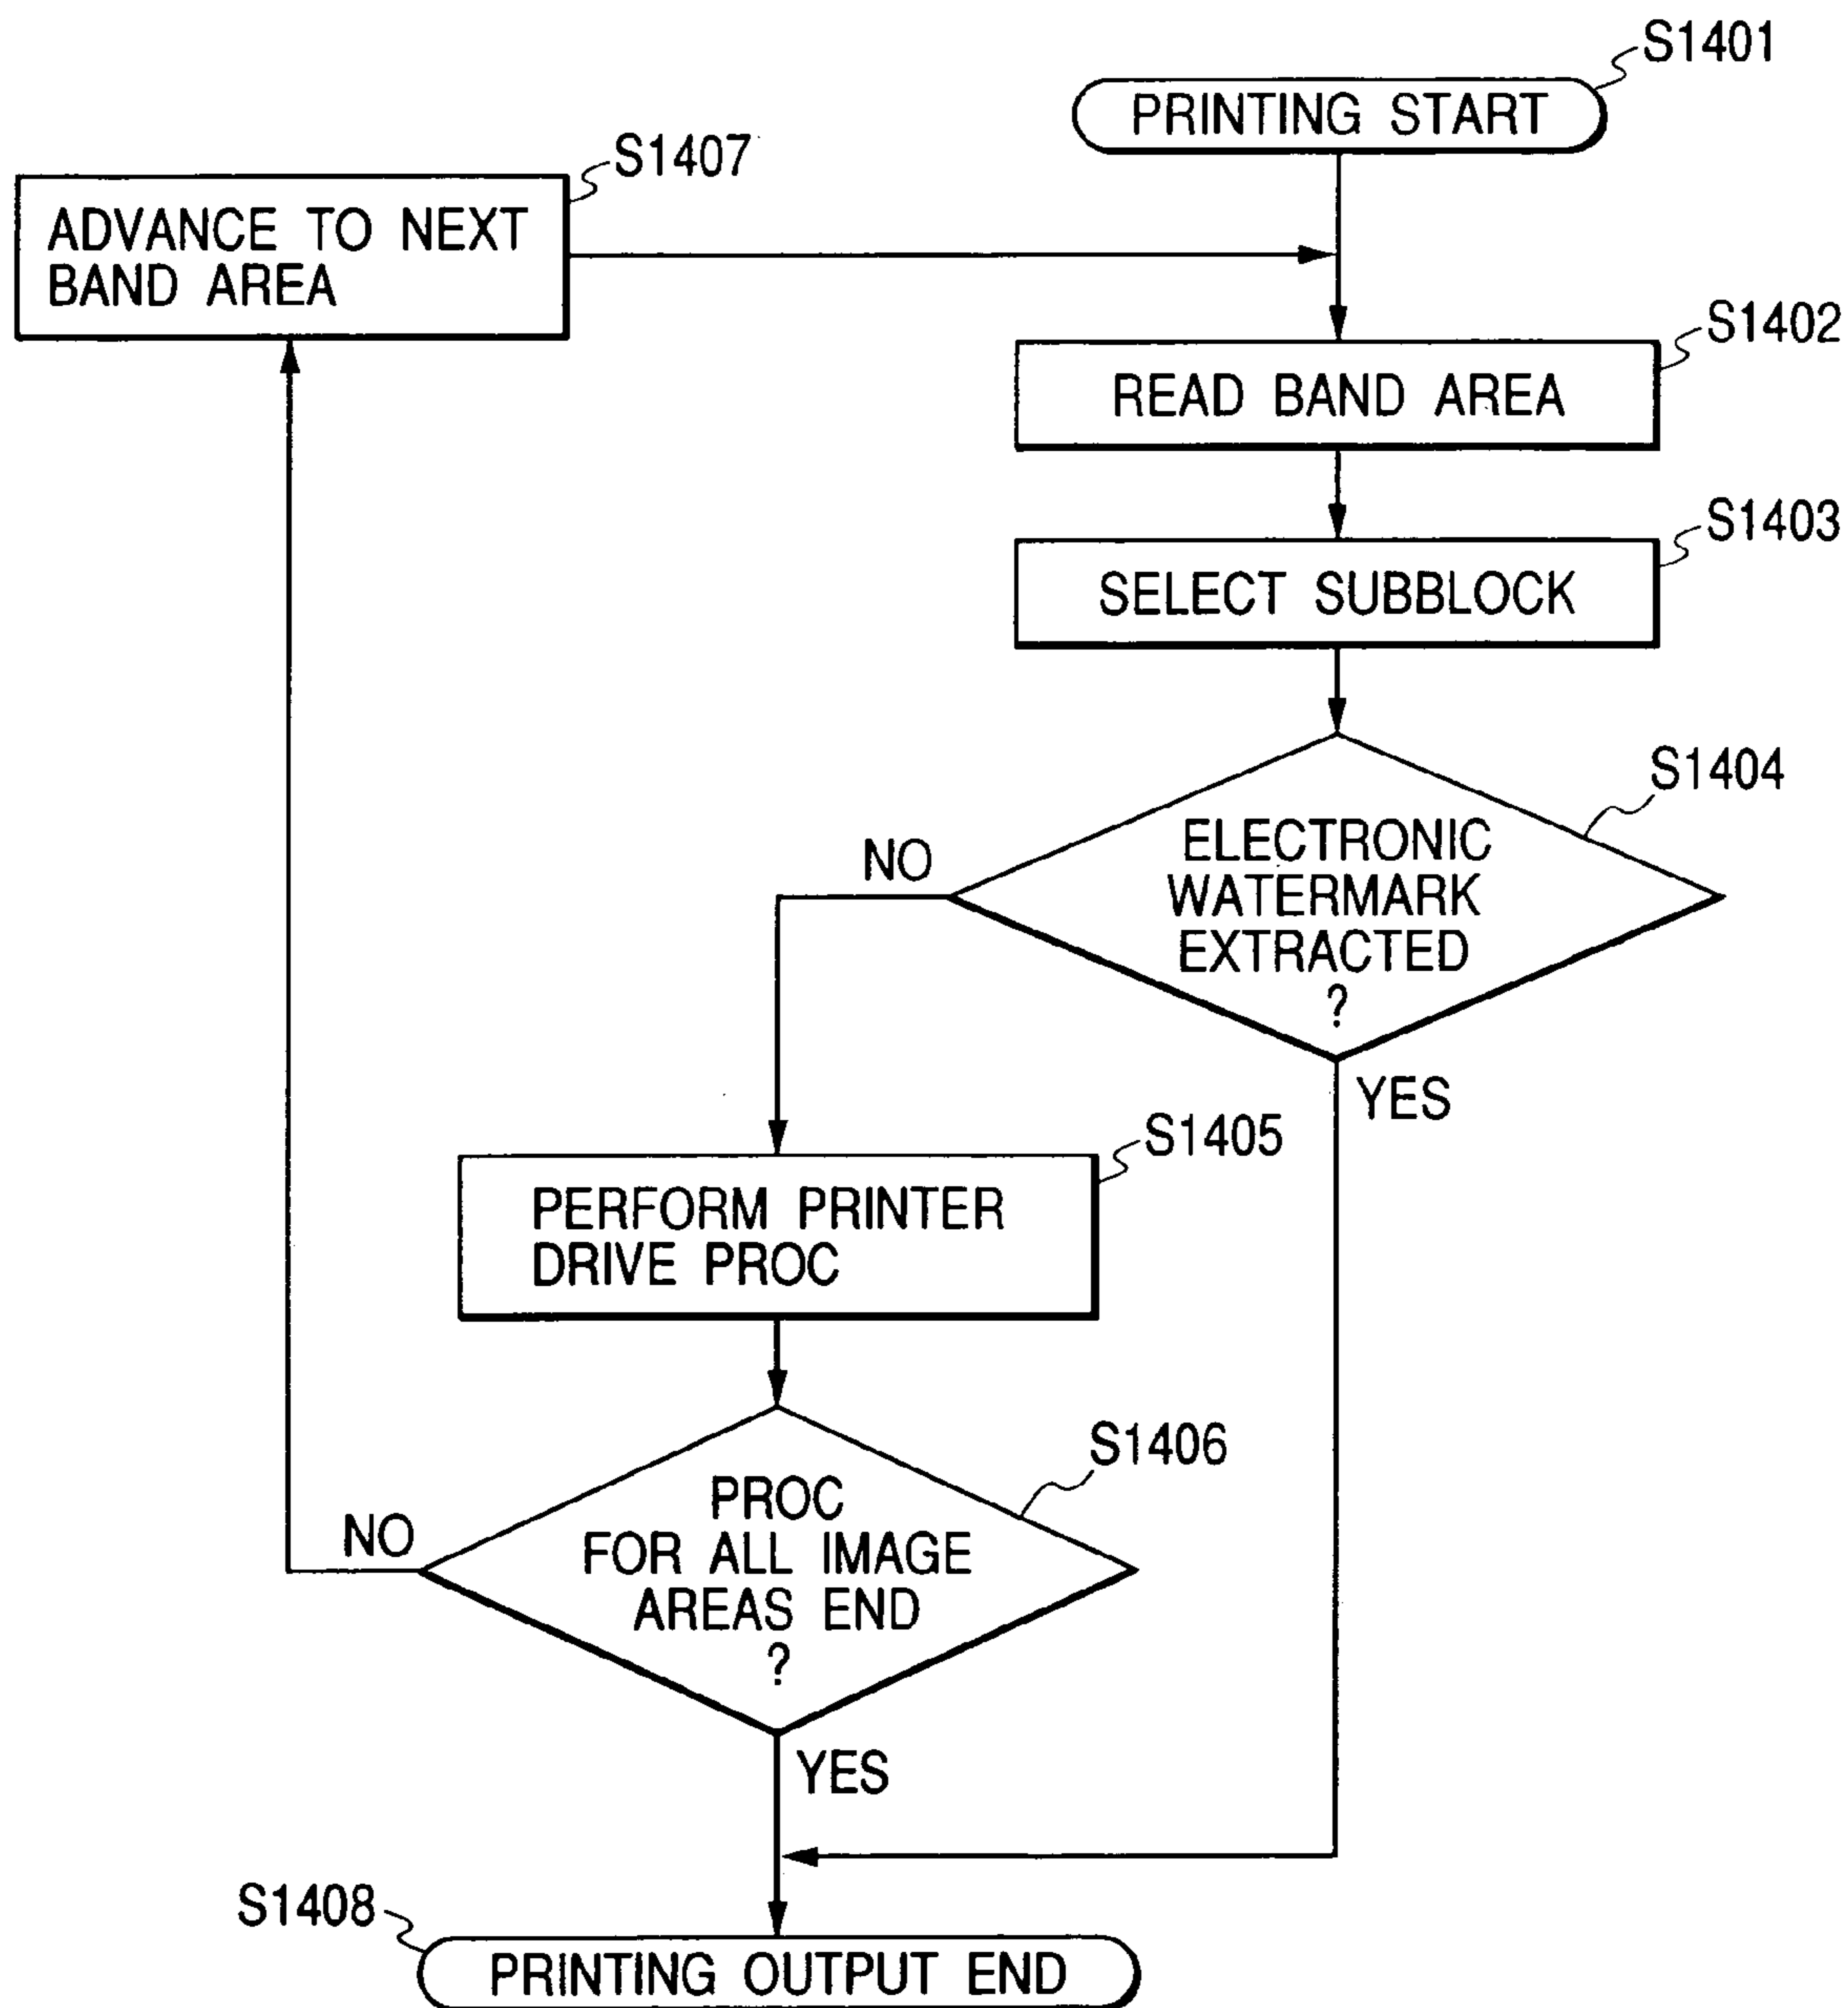 S1401
PRINTING START
S1407
ADVANCE TO NEXT
BAND AREA
S1402
READ BAND AREA
S1403
SELECT SUBBLOCK
S1404
ELECTRONIC
WATERMARK
EXTRACTED
?
NO
YES
S1405
PERFORM PRINTER
DRIVE PROC
S1406
PROC
FOR ALL IMAGE
AREAS END
?
NO
YES
S1408
PRINTING OUTPUT END